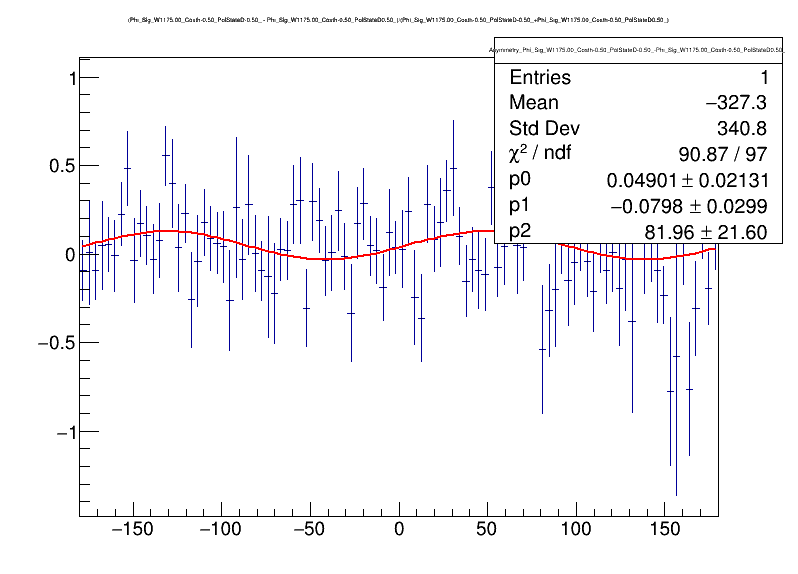 (Phi_Sig_W1175.00_Costh-0.50_PolStateD-0.50_ - Phi_Sig_W1175.00_Costh-0.50_PolStateD0.50_)/(Phi_Sig_W1175.00_Costh-0.50_PolStateD-0.50_+Phi_Sig_W1175.00_Costh-0.50_PolStateD0.50_)
Asymmetry_Phi_Sig_W1175.00_Costh-0.50_PolStateD-0.50_-Phi_Sig_W1175.00_Costh-0.50_PolStateD0.50_
Entries 1
Mean −327.3
Std Dev 340.8
χ² / ndf 90.87 / 97
p0 0.04901 ± 0.02131
p1 −0.0798 ± 0.0299
p2 81.96 ± 21.60
1
0.5
0
−0.5
−1
−150 −100 −50 0 50 100 150